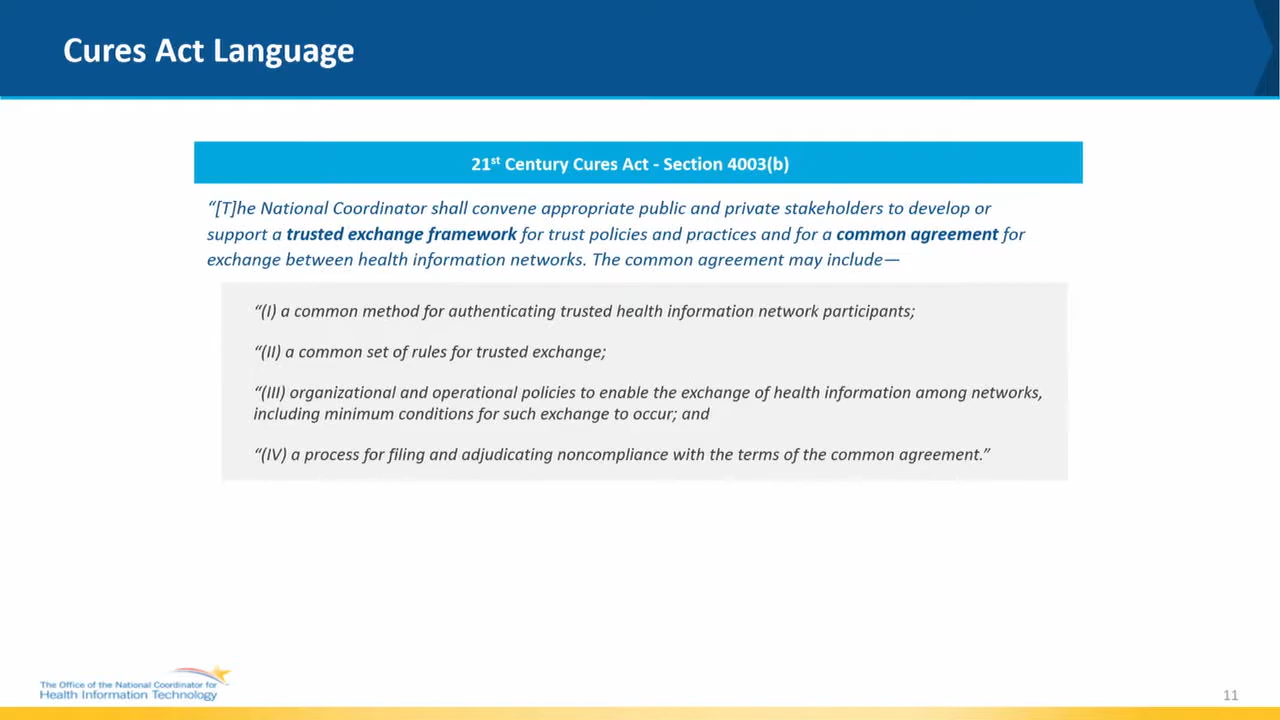 Cures Act Language
21st Century Cures Act - Section 4003(b)
“[T]he National Coordinator shall convene appropriate public and private stakeholders to develop or
support a trusted exchange framework for trust policies and practices and for a common agreement for
exchange between health information networks. The common agreement may include—
“(I) a common method for authenticating trusted health information network participants;
“(II) a common set of rules for trusted exchange;
“(III) organizational and operational policies to enable the exchange of health information among networks,
including minimum conditions for such exchange to occur; and
“(IV) a process for filing and adjudicating noncompliance with the terms of the common agreement.”
The Office of the National Coordinator for
Health Information Technology
11